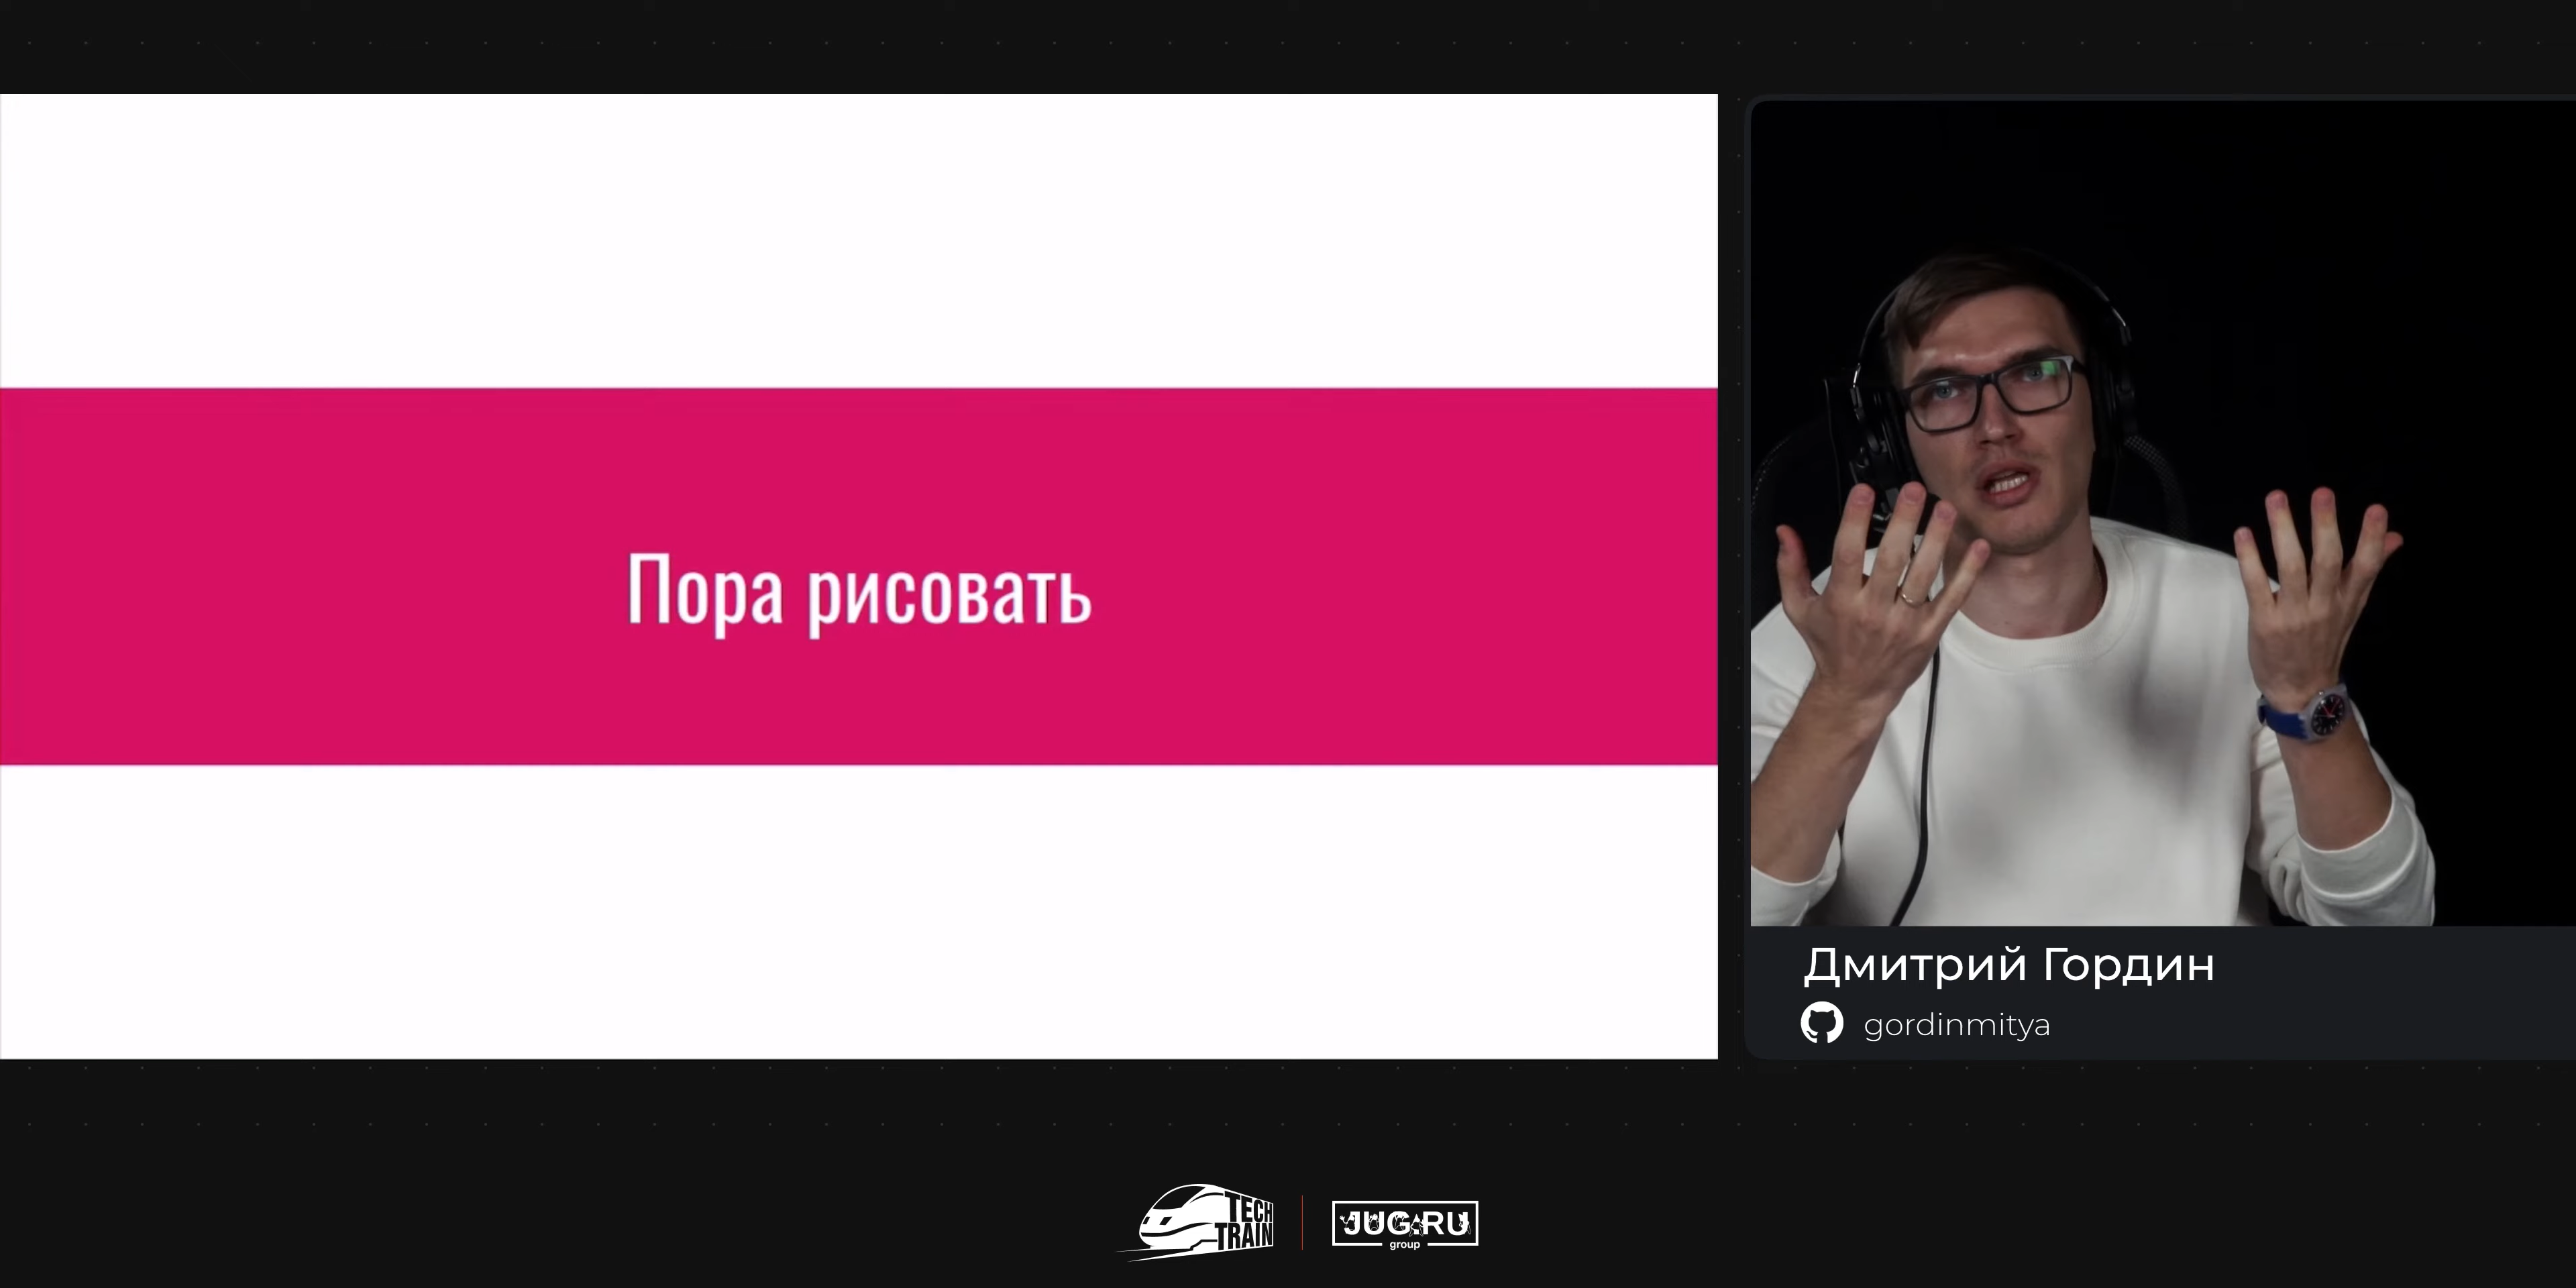 Пора рисовать
Дмитрий Гордин
gordinmitya
TECH
TRAIN
JUG.RU
group